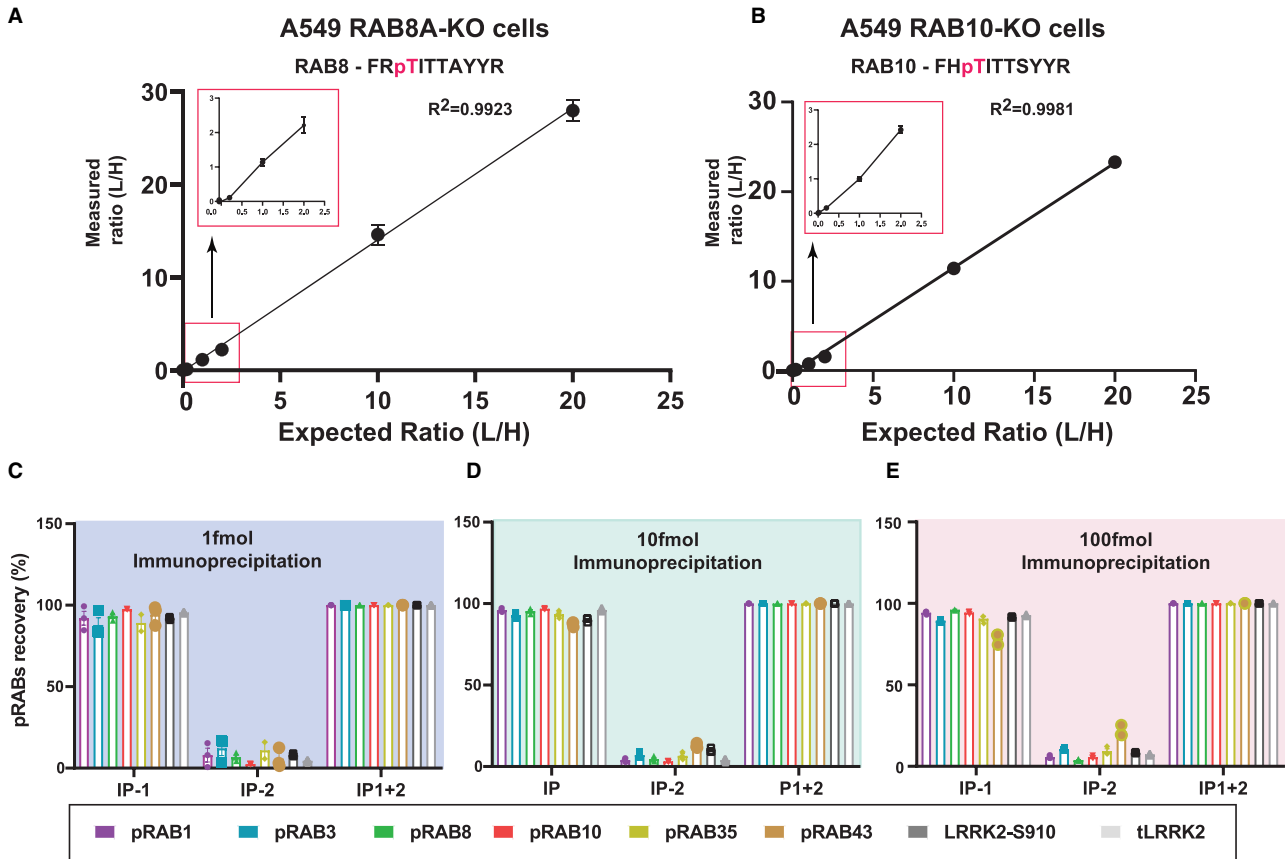 A
A549 RAB8A-KO cells
RAB8 - FRpTITTAYYR
R2=0.9923
Measured
ratio (L/H)
30
20
10
0
0 5 10 15 20 25
Expected Ratio (L/H)
3
2
1
0
0.0 0.5 1.0 1.5 2.0 2.5
B
A549 RAB10-KO cells
RAB10 - FHpTITTSYYR
R2=0.9981
Measured
ratio (L/H)
30
20
10
0
0 5 10 15 20 25
Expected Ratio (L/H)
3
2
1
0
0.0 0.5 1.0 1.5 2.0 2.5
C
1fmol
Immunoprecipitation
pRABs recovery (%)
150
100
50
0
IP-1 IP-2 IP1+2
D
10fmol
Immunoprecipitation
150
100
50
0
IP IP-2 P1+2
E
100fmol
Immunoprecipitation
150
100
50
0
IP-1 IP-2 IP1+2
pRAB1 pRAB3 pRAB8 pRAB10 pRAB35 pRAB43 LRRK2-S910 tLRRK2